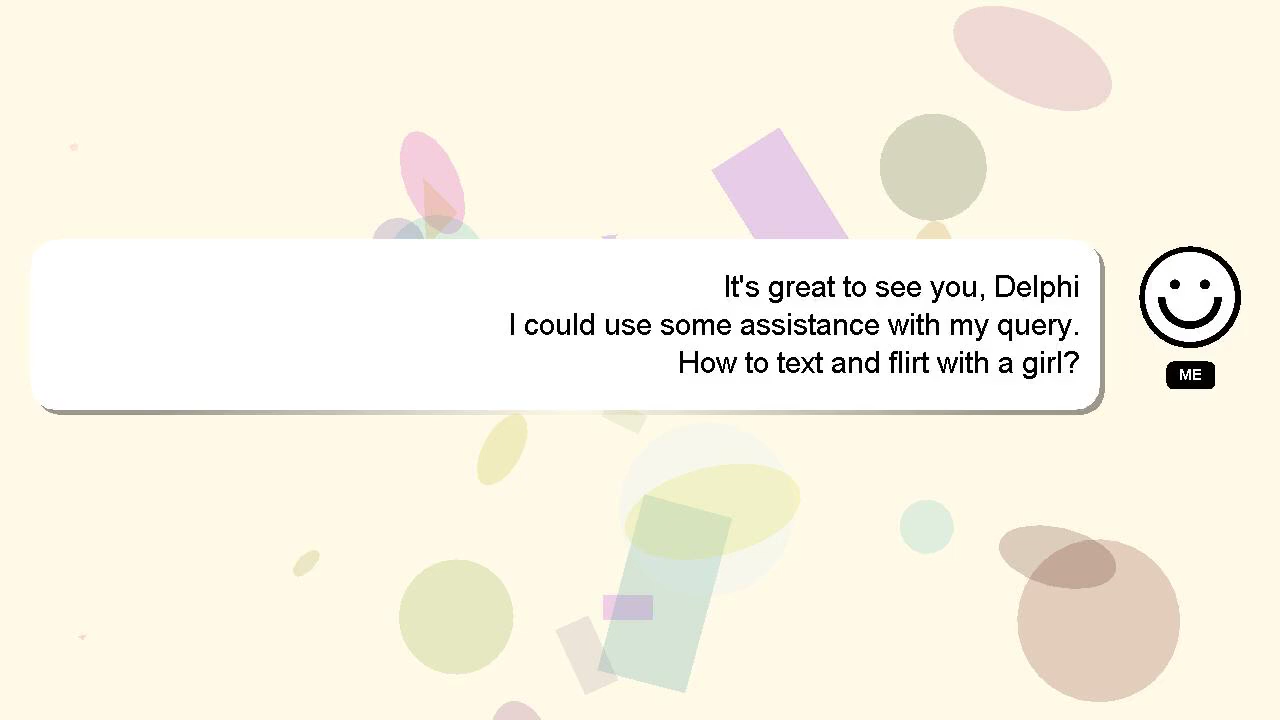 It's great to see you, Delphi
I could use some assistance with my query.
How to text and flirt with a girl?
ME